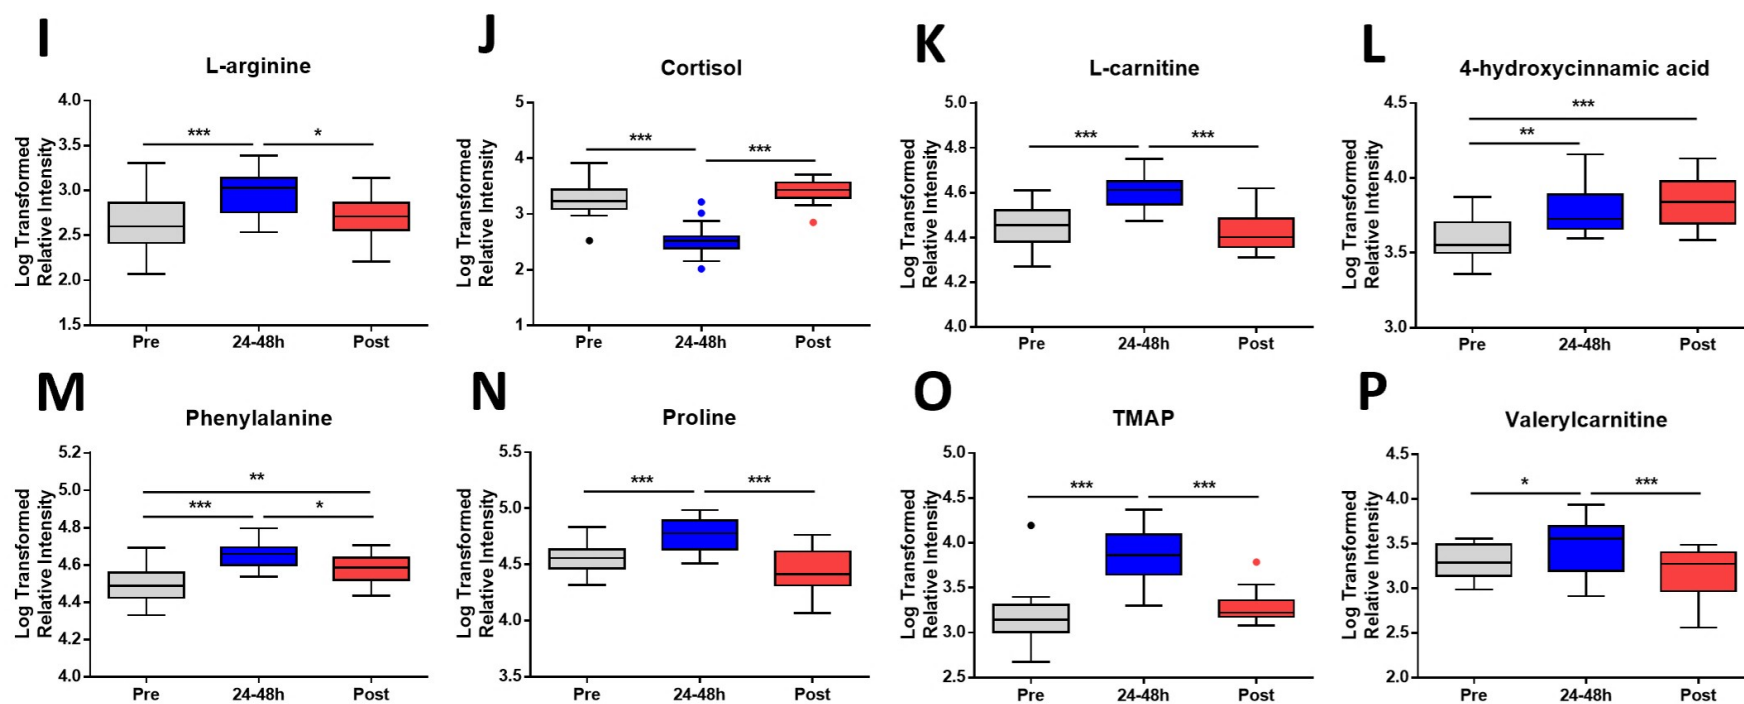 I
L-arginine
Log Transformed
Relative Intensity
4.0
3.5
3.0
2.5
2.0
1.5
***
*
Pre
24-48h
Post
J
Cortisol
Log Transformed
Relative Intensity
5
4
3
2
1
***
***
Pre
24-48h
Post
K
L-carnitine
Log Transformed
Relative Intensity
5.0
4.8
4.6
4.4
4.2
4.0
***
***
Pre
24-48h
Post
L
4-hydroxycinnamic acid
Log Transformed
Relative Intensity
4.5
4.0
3.5
3.0
***
**
Pre
24-48h
Post
M
Phenylalanine
Log Transformed
Relative Intensity
5.2
5.0
4.8
4.6
4.4
4.2
4.0
**
***
*
Pre
24-48h
Post
N
Proline
Log Transformed
Relative Intensity
5.5
5.0
4.5
4.0
3.5
***
***
Pre
24-48h
Post
O
TMAP
Log Transformed
Relative Intensity
5.0
4.5
4.0
3.5
3.0
2.5
***
***
Pre
24-48h
Post
P
Valerylcarnitine
Log Transformed
Relative Intensity
4.5
4.0
3.5
3.0
2.5
2.0
*
***
Pre
24-48h
Post